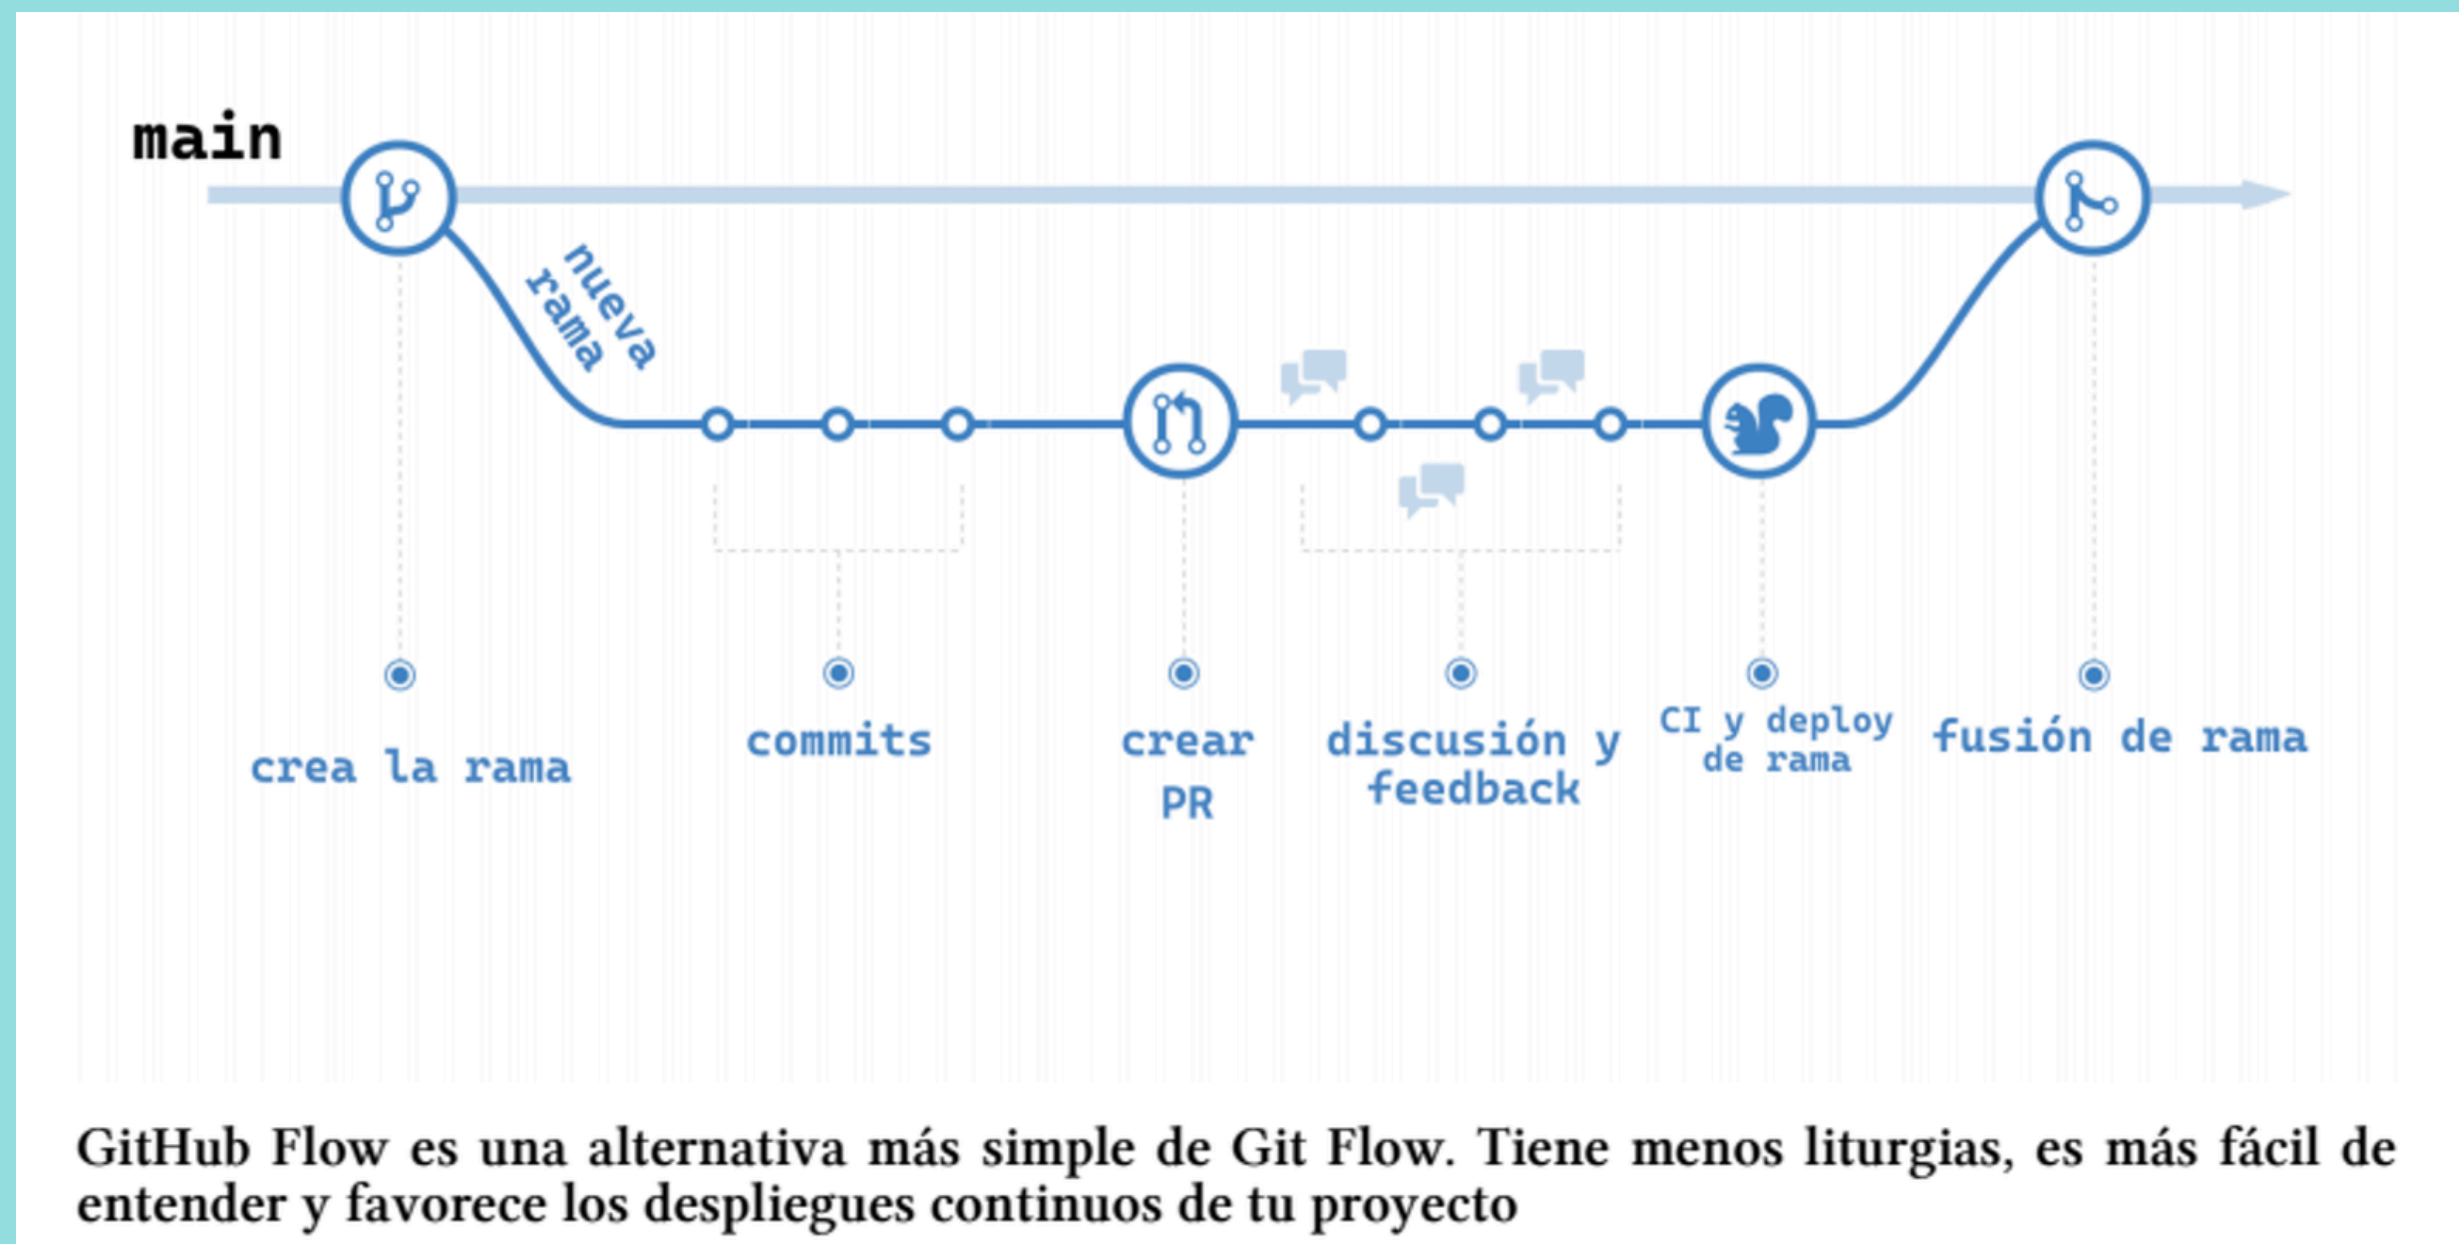 main
nueva
rama
crea la rama
commits
crear
PR
discusión y
feedback
CI y deploy
de rama
fusión de rama
GitHub Flow es una alternativa más simple de Git Flow. Tiene menos liturgias, es más fácil de
entender y favorece los despliegues continuos de tu proyecto